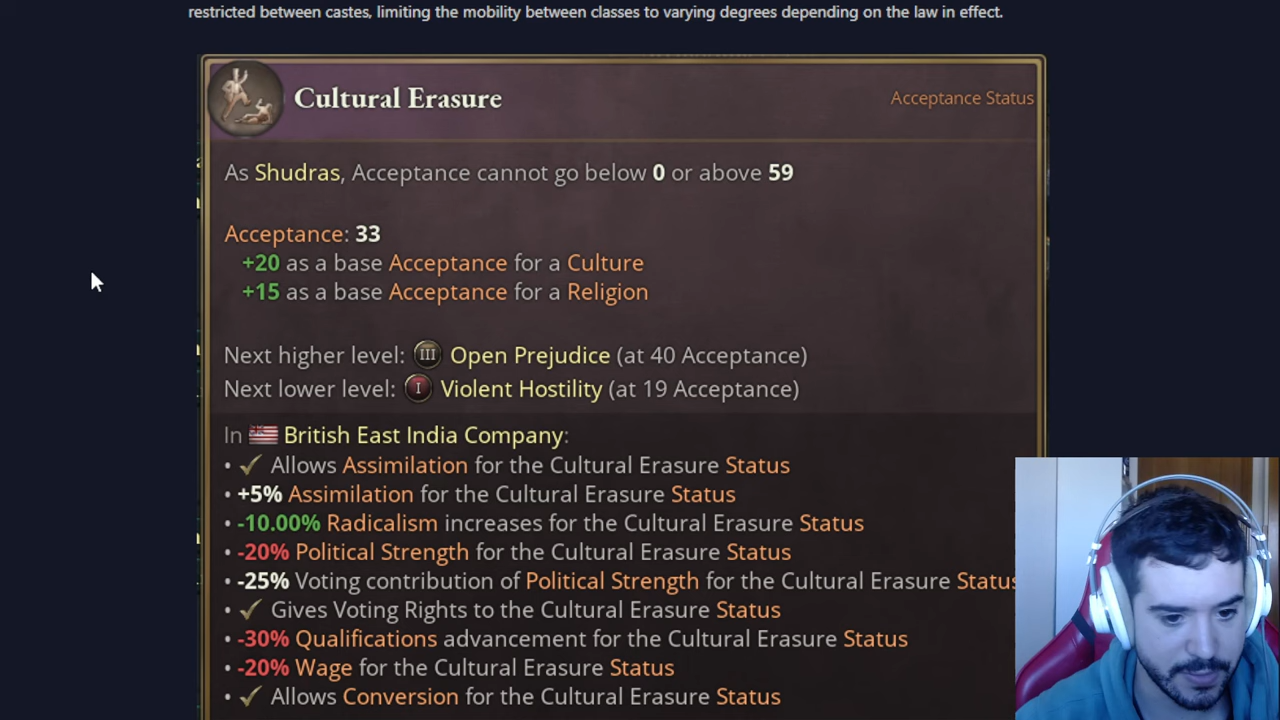 restricted between castes, limiting the mobility between classes to varying degrees depending on the law in effect.
Cultural Erasure
Acceptance Status
As Shudras, Acceptance cannot go below 0 or above 59
Acceptance: 33
+20 as a base Acceptance for a Culture
+15 as a base Acceptance for a Religion
Next higher level: III Open Prejudice (at 40 Acceptance)
Next lower level: I Violent Hostility (at 19 Acceptance)
In British East India Company:
• ✓ Allows Assimilation for the Cultural Erasure Status
• +5% Assimilation for the Cultural Erasure Status
• -10.00% Radicalism increases for the Cultural Erasure Status
• -20% Political Strength for the Cultural Erasure Status
• -25% Voting contribution of Political Strength for the Cultural Erasure Status
• ✓ Gives Voting Rights to the Cultural Erasure Status
• -30% Qualifications advancement for the Cultural Erasure Status
• -20% Wage for the Cultural Erasure Status
• ✓ Allows Conversion for the Cultural Erasure Status